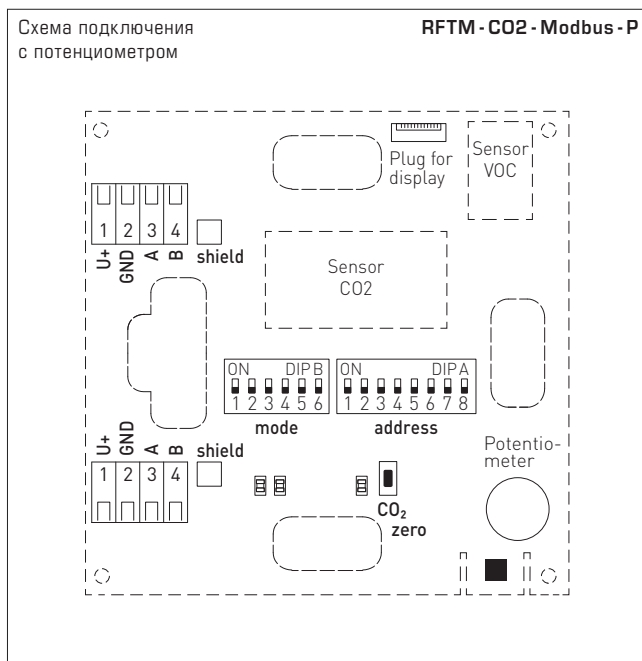 Схема подключения
с потенциометром
RFTM - CO2 - Modbus - P
Plug for
display
Sensor
VOC
1 2 3 4
U+ GND A B shield
Sensor
CO2
ON DIP B
1 2 3 4 5 6
mode
ON DIP A
1 2 3 4 5 6 7 8
address
U+ GND A B shield
1 2 3 4
CO₂
zero
Potentio-
meter